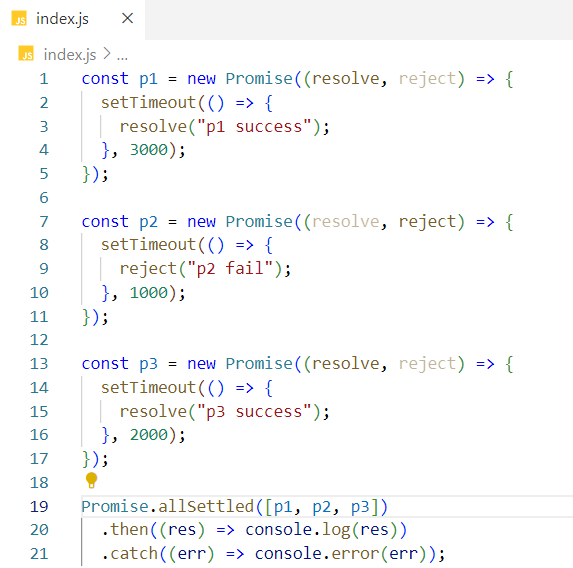 JS index.js ×
JS index.js > ...
1 const p1 = new Promise((resolve, reject) => {
2   setTimeout(() => {
3     resolve("p1 success");
4   }, 3000);
5 });
6
7 const p2 = new Promise((resolve, reject) => {
8   setTimeout(() => {
9     reject("p2 fail");
10   }, 1000);
11 });
12
13 const p3 = new Promise((resolve, reject) => {
14   setTimeout(() => {
15     resolve("p3 success");
16   }, 2000);
17 });
18
19 Promise.allSettled([p1, p2, p3])
20   .then((res) => console.log(res))
21   .catch((err) => console.error(err));